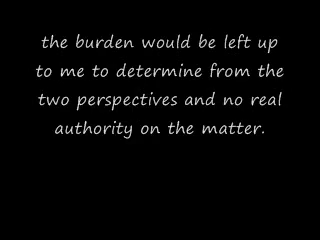 the burden would be left up
to me to determine from the
two perspectives and no real
authority on the matter.